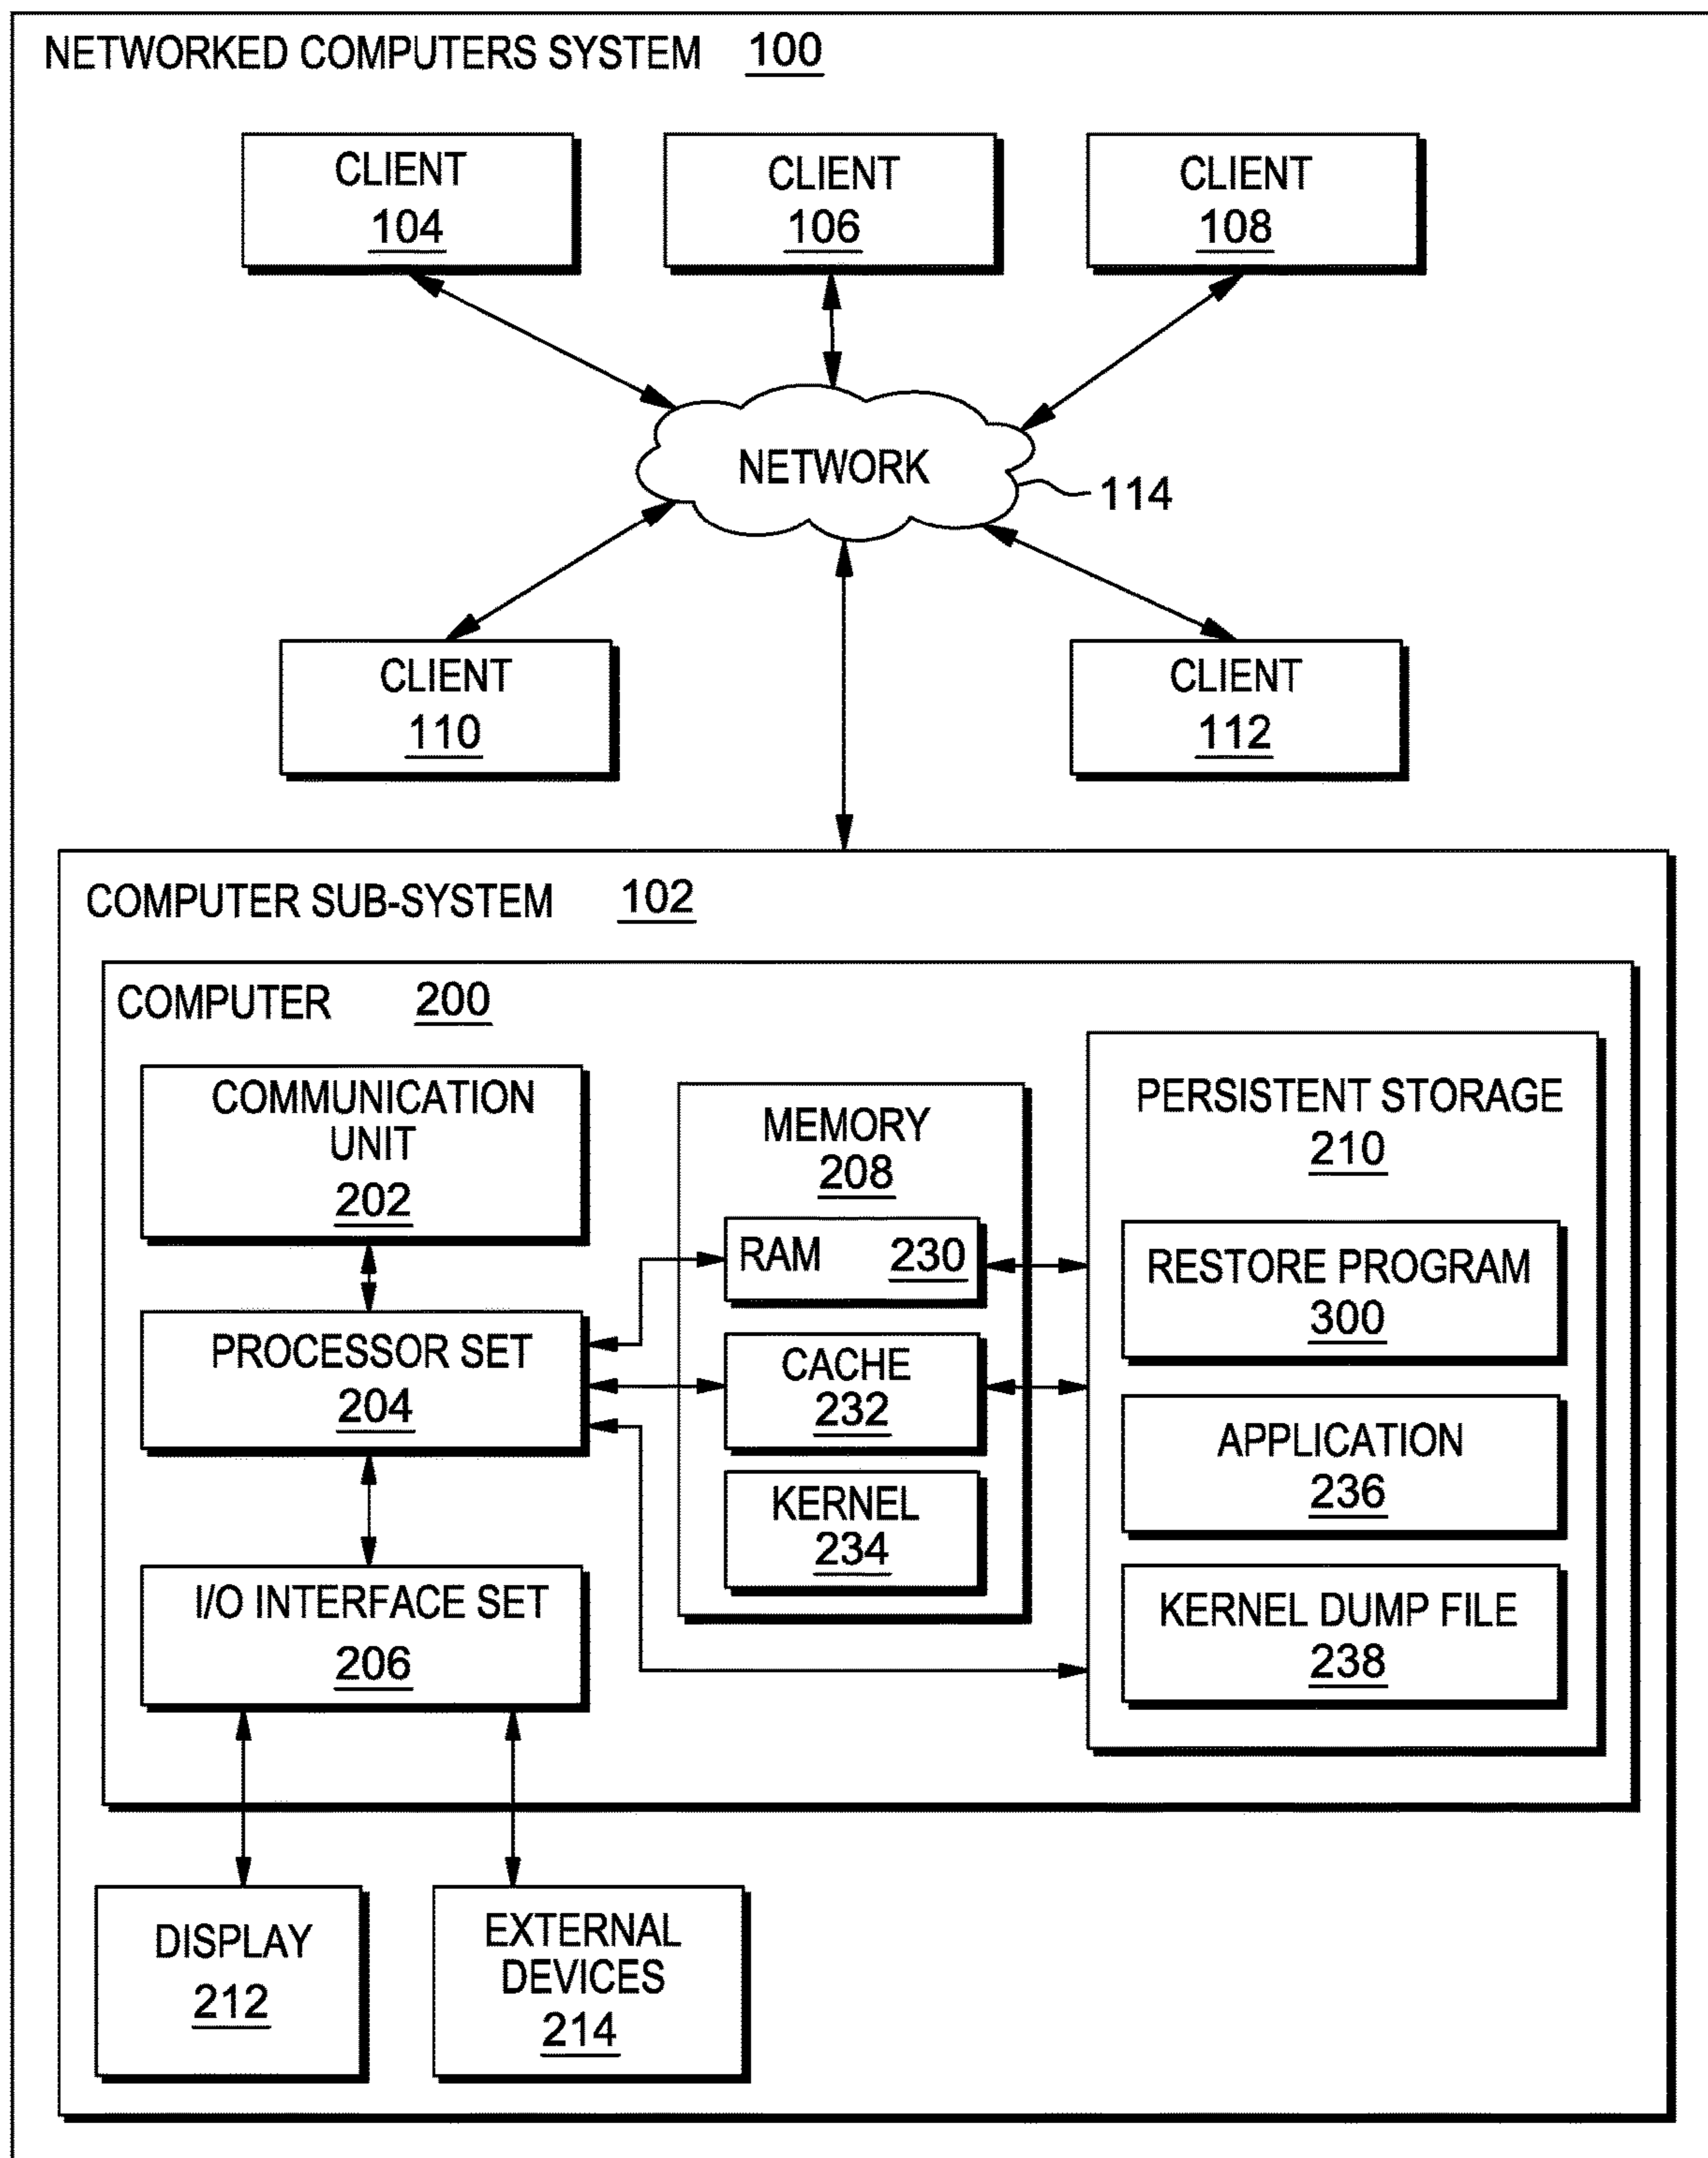 NETWORKED COMPUTERS SYSTEM 100
CLIENT
104
CLIENT
106
CLIENT
108
NETWORK
114
CLIENT
110
CLIENT
112
COMPUTER SUB-SYSTEM 102
COMPUTER 200
COMMUNICATION
UNIT
202
PROCESSOR SET
204
I/O INTERFACE SET
206
MEMORY
208
RAM 230
CACHE
232
KERNEL
234
PERSISTENT STORAGE
210
RESTORE PROGRAM
300
APPLICATION
236
KERNEL DUMP FILE
238
DISPLAY
212
EXTERNAL
DEVICES
214